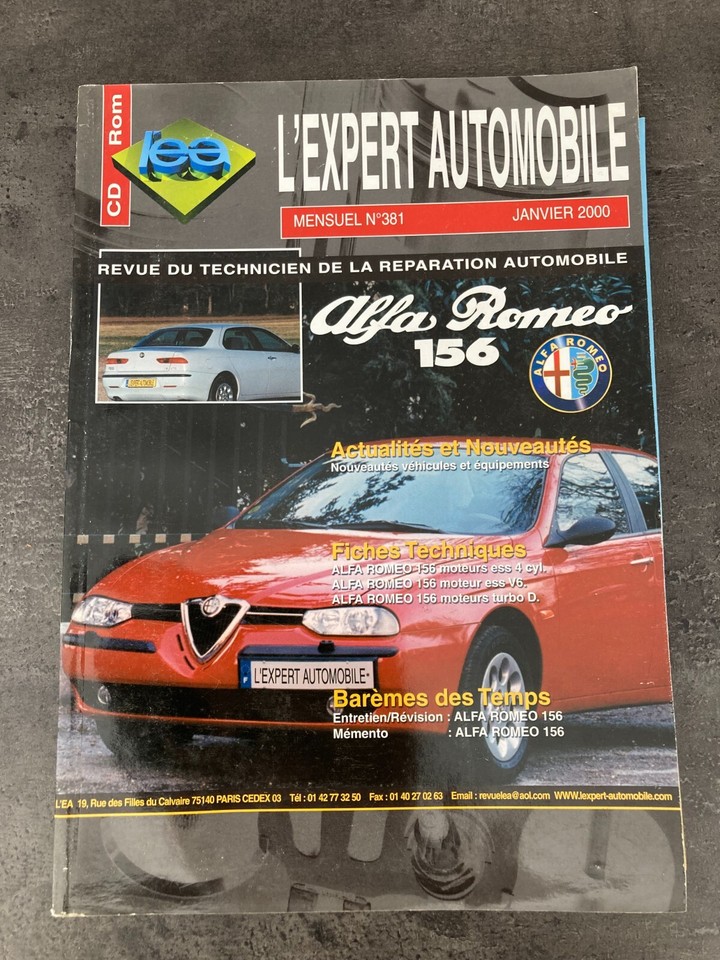 CD Rom
lea
L'EXPERT AUTOMOBILE
MENSUEL N°381 JANVIER 2000
REVUE DU TECHNICIEN DE LA REPARATION AUTOMOBILE
Alfa Romeo
156
ALFA ROMEO
Actualités et Nouveautés
Nouveautés véhicules et équipements
Fiches Techniques
ALFA ROMEO 156 moteurs ess 4 cyl.
ALFA ROMEO 156 moteur ess V6.
ALFA ROMEO 156 moteurs turbo D.
F
L'EXPERT AUTOMOBILE
Barèmes des Temps
Entretien/Révision : ALFA ROMEO 156
Mémento : ALFA ROMEO 156
L'EA 19, Rue des Filles du Calvaire 75140 PARIS CEDEX 03 Tél : 01 42 77 32 50 Fax : 01 40 27 02 63 Email : revuelea@aol.com WWW.lexpert-automobile.com